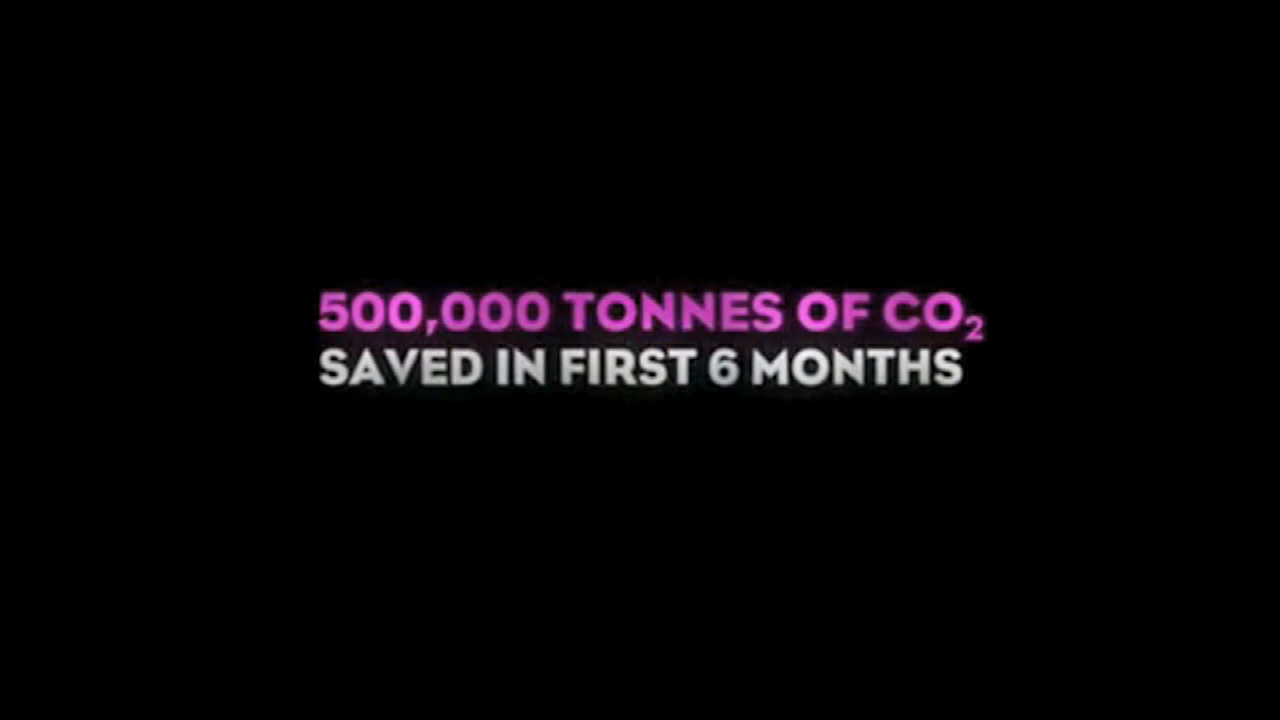 500,000 TONNES OF CO₂
SAVED IN FIRST 6 MONTHS